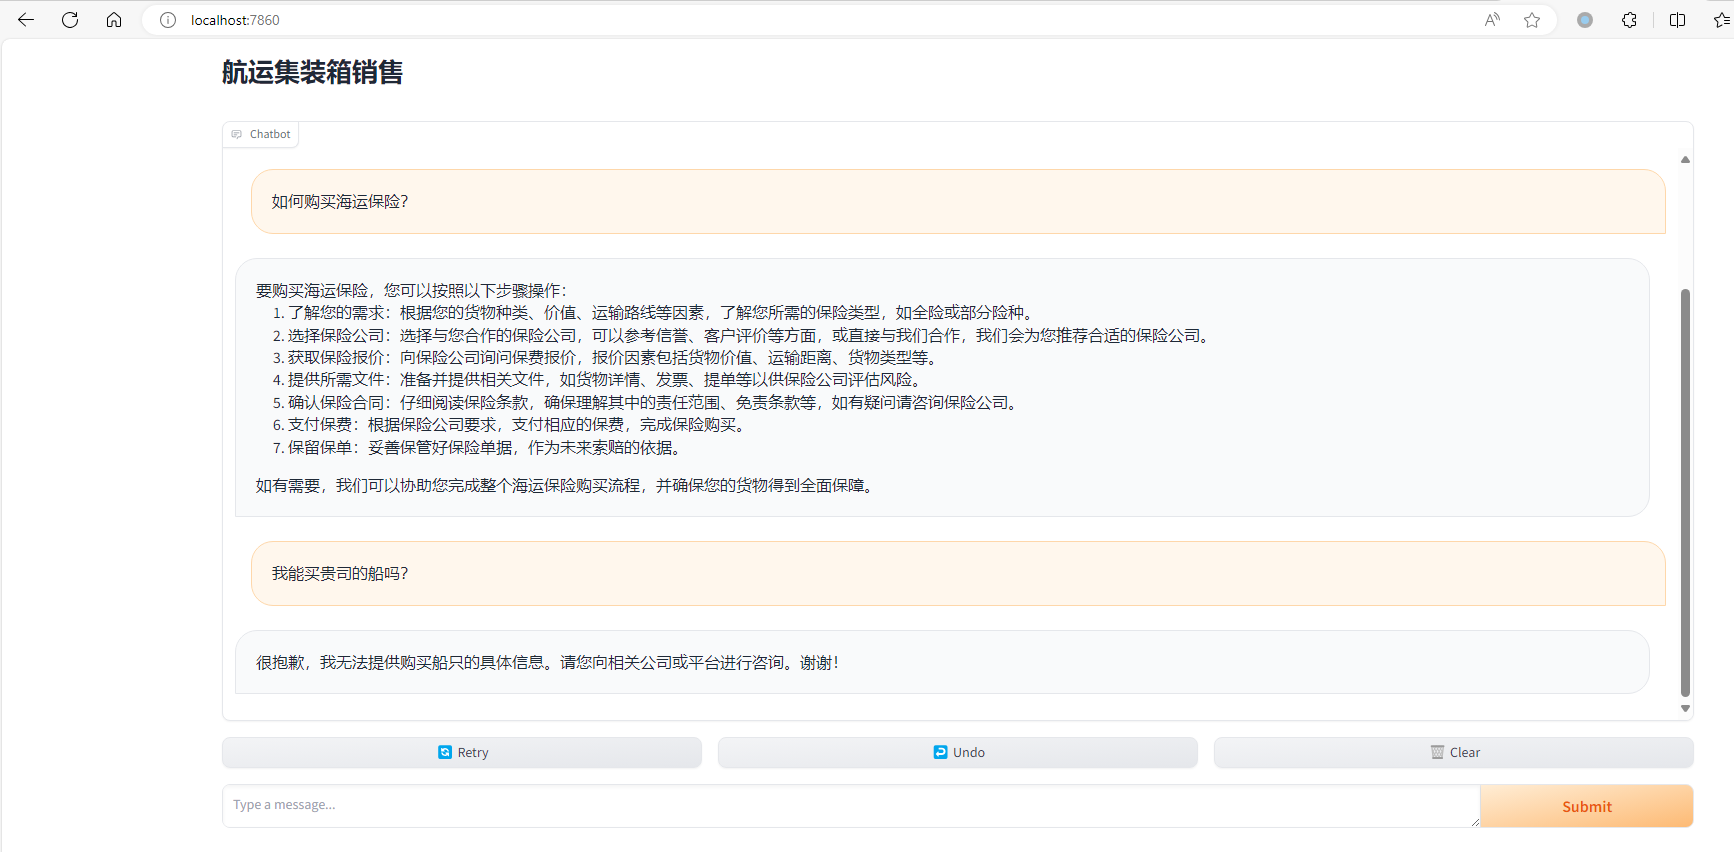 localhost:7860
航运集装箱销售
Chatbot
如何购买海运保险？
要购买海运保险，您可以按照以下步骤操作：
1. 了解您的需求：根据您的货物种类、价值、运输路线等因素，了解您所需的保险类型，如全险或部分险种。
2. 选择保险公司：选择与您合作的保险公司，可以参考信誉、客户评价等方面，或直接与我们合作，我们会为您推荐合适的保险公司。
3. 获取保险报价：向保险公司询问保费报价，报价因素包括货物价值、运输距离、货物类型等。
4. 提供所需文件：准备并提供相关文件，如货物详情、发票、提单等以供保险公司评估风险。
5. 确认保险合同：仔细阅读保险条款，确保理解其中的责任范围、免责条款等，如有疑问请咨询保险公司。
6. 支付保费：根据保险公司要求，支付相应的保费，完成保险购买。
7. 保留保单：妥善保管好保险单据，作为未来索赔的依据。
如有需要，我们可以协助您完成整个海运保险购买流程，并确保您的货物得到全面保障。
我能买贵司的船吗？
很抱歉，我无法提供购买船只的具体信息。请您向相关公司或平台进行咨询。谢谢！
Retry
Undo
Clear
Type a message...
Submit